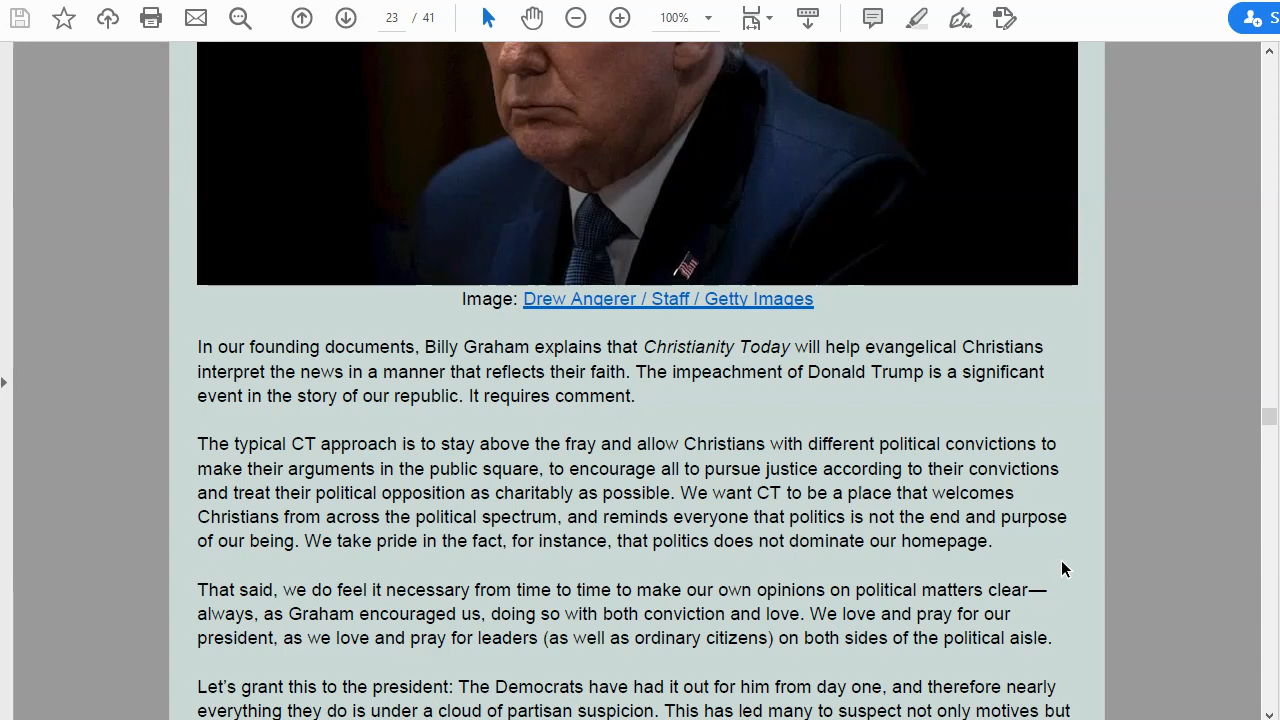 23 / 41
100%
S
Image: Drew Angerer / Staff / Getty Images
In our founding documents, Billy Graham explains that Christianity Today will help evangelical Christians
interpret the news in a manner that reflects their faith. The impeachment of Donald Trump is a significant
event in the story of our republic. It requires comment.
The typical CT approach is to stay above the fray and allow Christians with different political convictions to
make their arguments in the public square, to encourage all to pursue justice according to their convictions
and treat their political opposition as charitably as possible. We want CT to be a place that welcomes
Christians from across the political spectrum, and reminds everyone that politics is not the end and purpose
of our being. We take pride in the fact, for instance, that politics does not dominate our homepage.
That said, we do feel it necessary from time to time to make our own opinions on political matters clear—
always, as Graham encouraged us, doing so with both conviction and love. We love and pray for our
president, as we love and pray for leaders (as well as ordinary citizens) on both sides of the political aisle.
Let’s grant this to the president: The Democrats have had it out for him from day one, and therefore nearly
everything they do is under a cloud of partisan suspicion. This has led many to suspect not only motives but